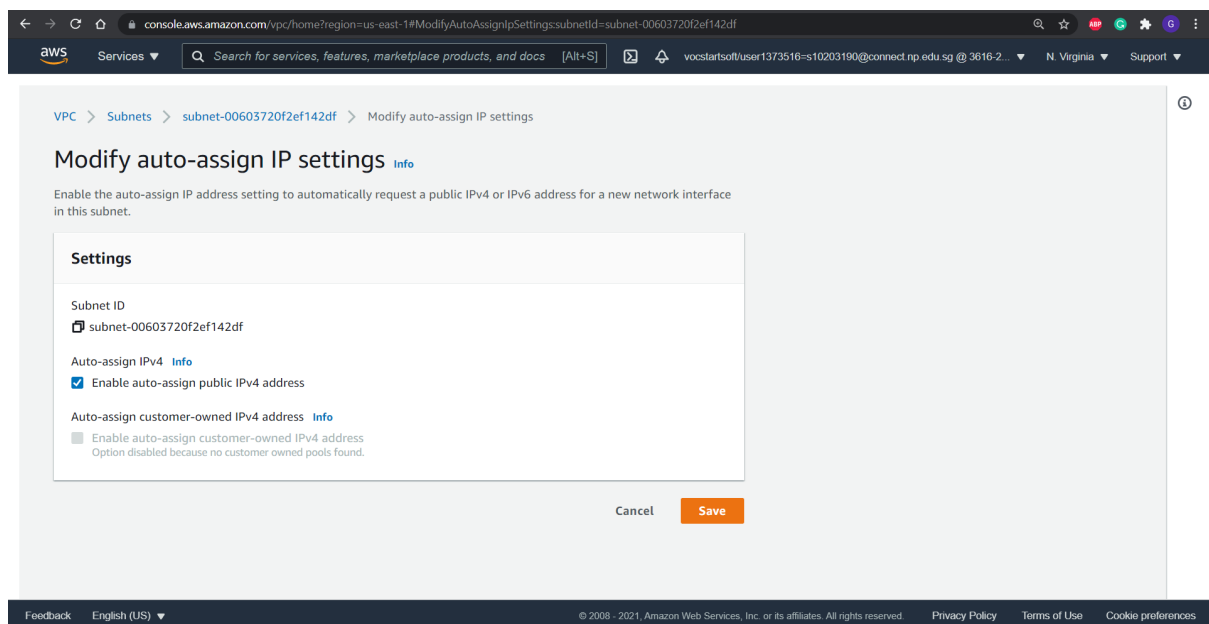 console.aws.amazon.com/vpc/home?region=us-east-1#ModifyAutoAssignIpSettings:subnetId=subnet-00603720f2ef142df
ABP
G
aws Services ▼ Search for services, features, marketplace products, and docs [Alt+S] vocstartsoft/user1373516=s10203190@connect.np.edu.sg @ 3616-2... ▼ N. Virginia ▼ Support ▼
VPC > Subnets > subnet-00603720f2ef142df > Modify auto-assign IP settings
Modify auto-assign IP settings Info
Enable the auto-assign IP address setting to automatically request a public IPv4 or IPv6 address for a new network interface
in this subnet.
Settings
Subnet ID
subnet-00603720f2ef142df
Auto-assign IPv4 Info
Enable auto-assign public IPv4 address
Auto-assign customer-owned IPv4 address Info
Enable auto-assign customer-owned IPv4 address
Option disabled because no customer owned pools found.
Cancel Save
Feedback English (US) ▼ © 2008 - 2021, Amazon Web Services, Inc. or its affiliates. All rights reserved. Privacy Policy Terms of Use Cookie preferences